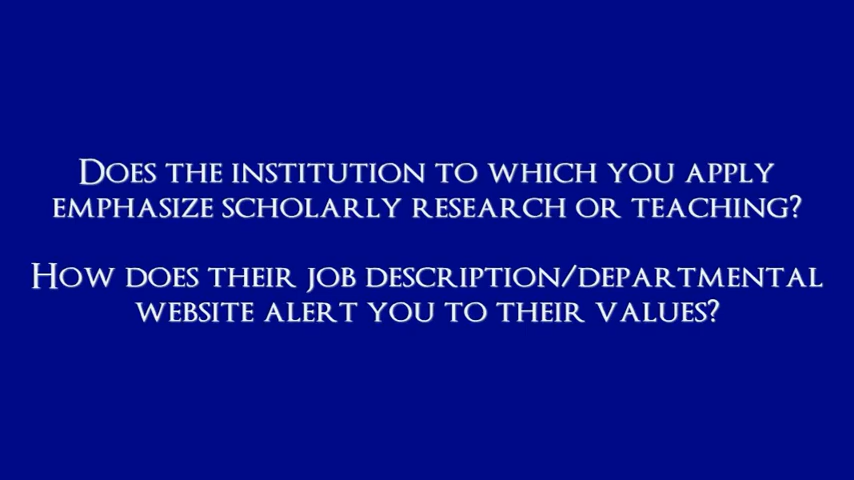 Does the institution to which you apply
emphasize scholarly research or teaching?
How does their job description/departmental
website alert you to their values?